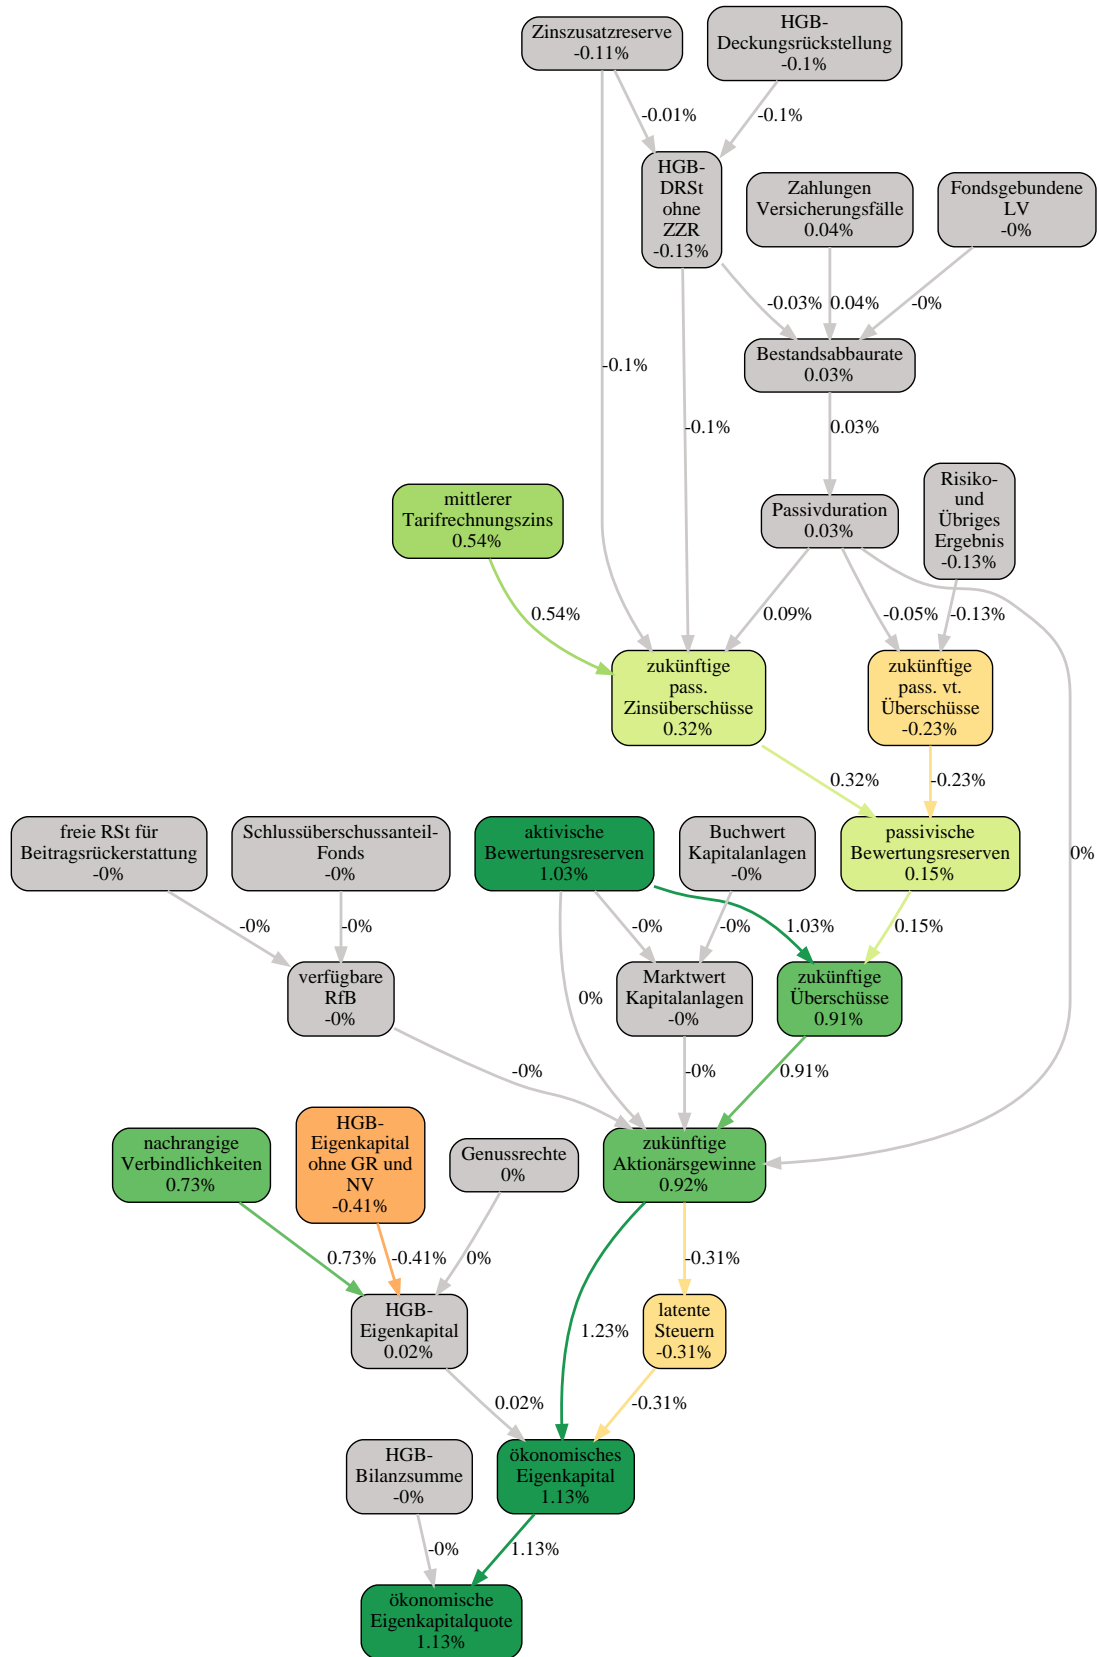 Zinszusatzreserve
-0.11%
HGB-
Deckungsrückstellung
-0.1%
-0.01%
-0.1%
HGB-
DRSt
ohne
ZZR
-0.13%
Zahlungen
Versicherungsfälle
0.04%
Fondsgebundene
LV
-0%
-0.03%
0.04%
-0%
Bestandsabbaurate
0.03%
-0.1%
-0.1%
0.03%
mittlerer
Tarifrechnungszins
0.54%
Passivduration
0.03%
Risiko-
und
Übriges
Ergebnis
-0.13%
0.54%
0.09%
-0.05%
-0.13%
zukünftige
pass.
Zinsüberschüsse
0.32%
zukünftige
pass. vt.
Überschüsse
-0.23%
0.32%
-0.23%
0%
freie RSt für
Beitragsrückerstattung
-0%
Schlussüberschussanteil-
Fonds
-0%
aktivische
Bewertungsreserven
1.03%
Buchwert
Kapitalanlagen
-0%
passivische
Bewertungsreserven
0.15%
-0%
-0%
-0%
-0%
1.03%
0.15%
verfügbare
RfB
-0%
0%
Marktwert
Kapitalanlagen
-0%
zukünftige
Überschüsse
0.91%
-0%
-0%
0.91%
nachrangige
Verbindlichkeiten
0.73%
HGB-
Eigenkapital
ohne GR und
NV
-0.41%
Genussrechte
0%
zukünftige
Aktionärsgewinne
0.92%
0.73%
-0.41%
0%
-0.31%
HGB-
Eigenkapital
0.02%
1.23%
latente
Steuern
-0.31%
0.02%
-0.31%
HGB-
Bilanzsumme
-0%
ökonomisches
Eigenkapital
1.13%
-0%
1.13%
ökonomische
Eigenkapitalquote
1.13%